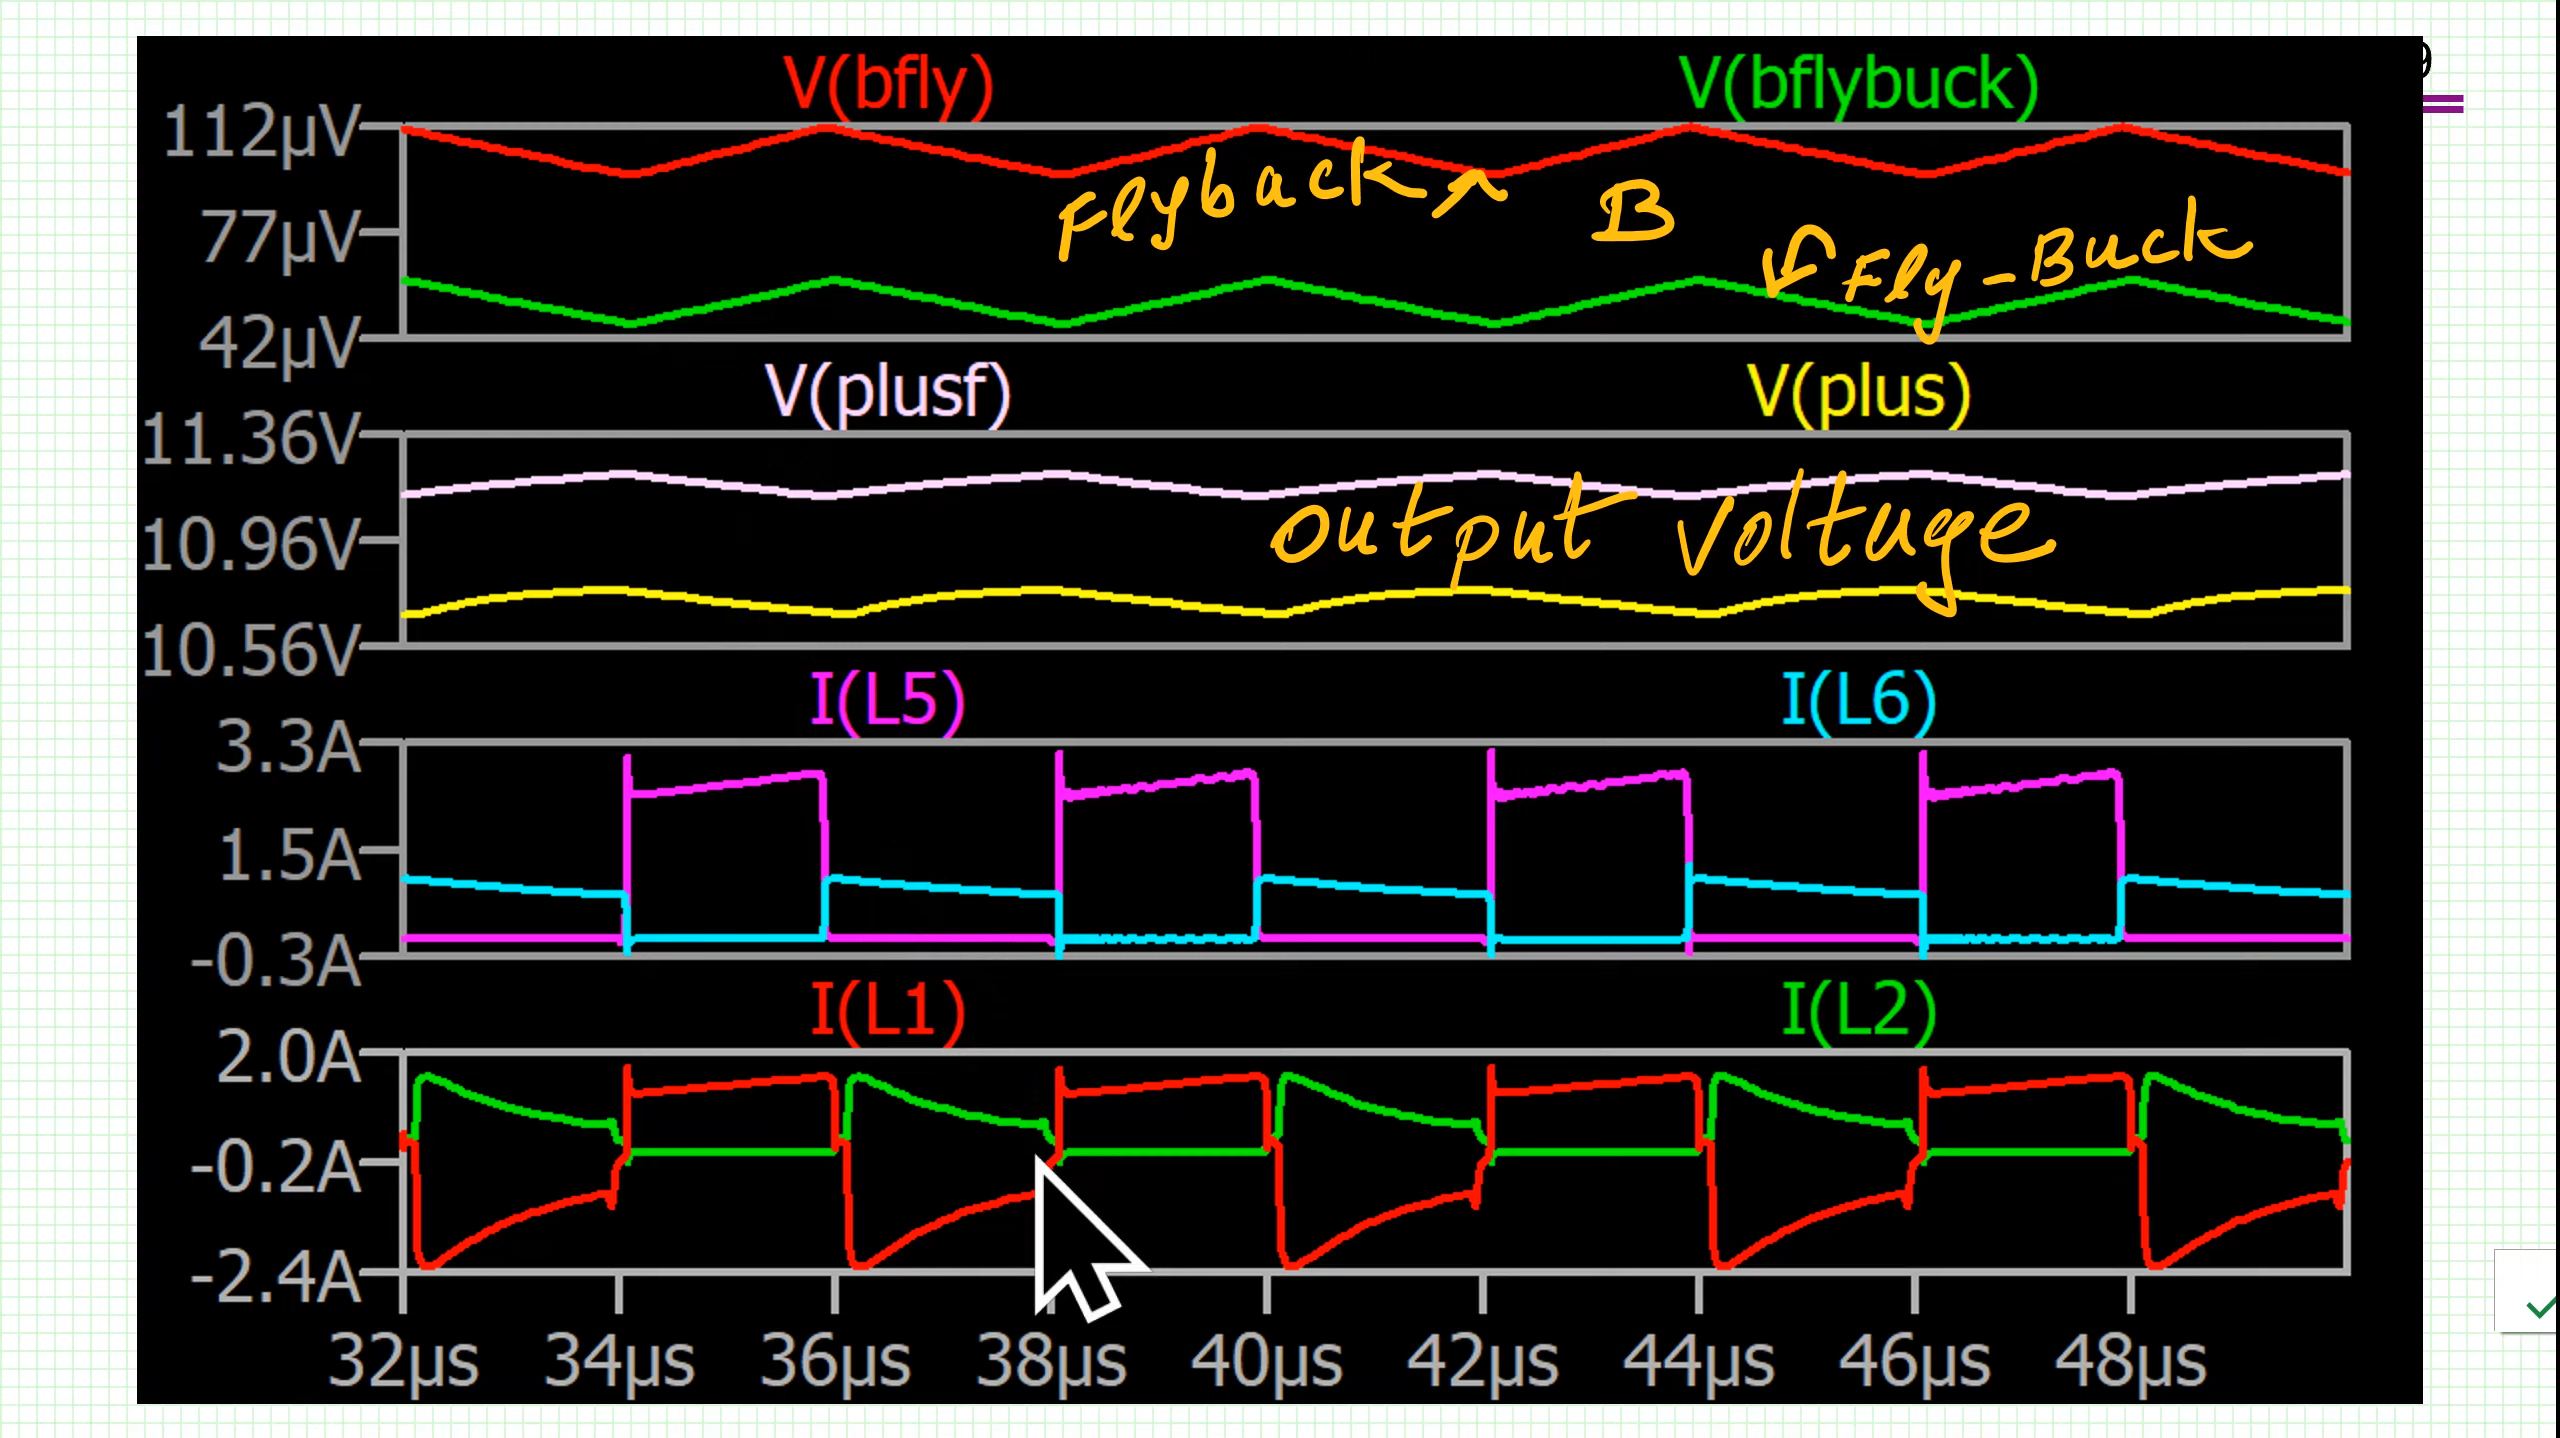 V(bfly) V(bflybuck) 9
112µV
Flyback B
77µV
Fly-Buck
42µV
V(plusf) V(plus)
11.36V
output voltage
10.96V
10.56V
I(L5) I(L6)
3.3A
1.5A
-0.3A
I(L1) I(L2)
2.0A
-0.2A
-2.4A
32µs 34µs 36µs 38µs 40µs 42µs 44µs 46µs 48µs